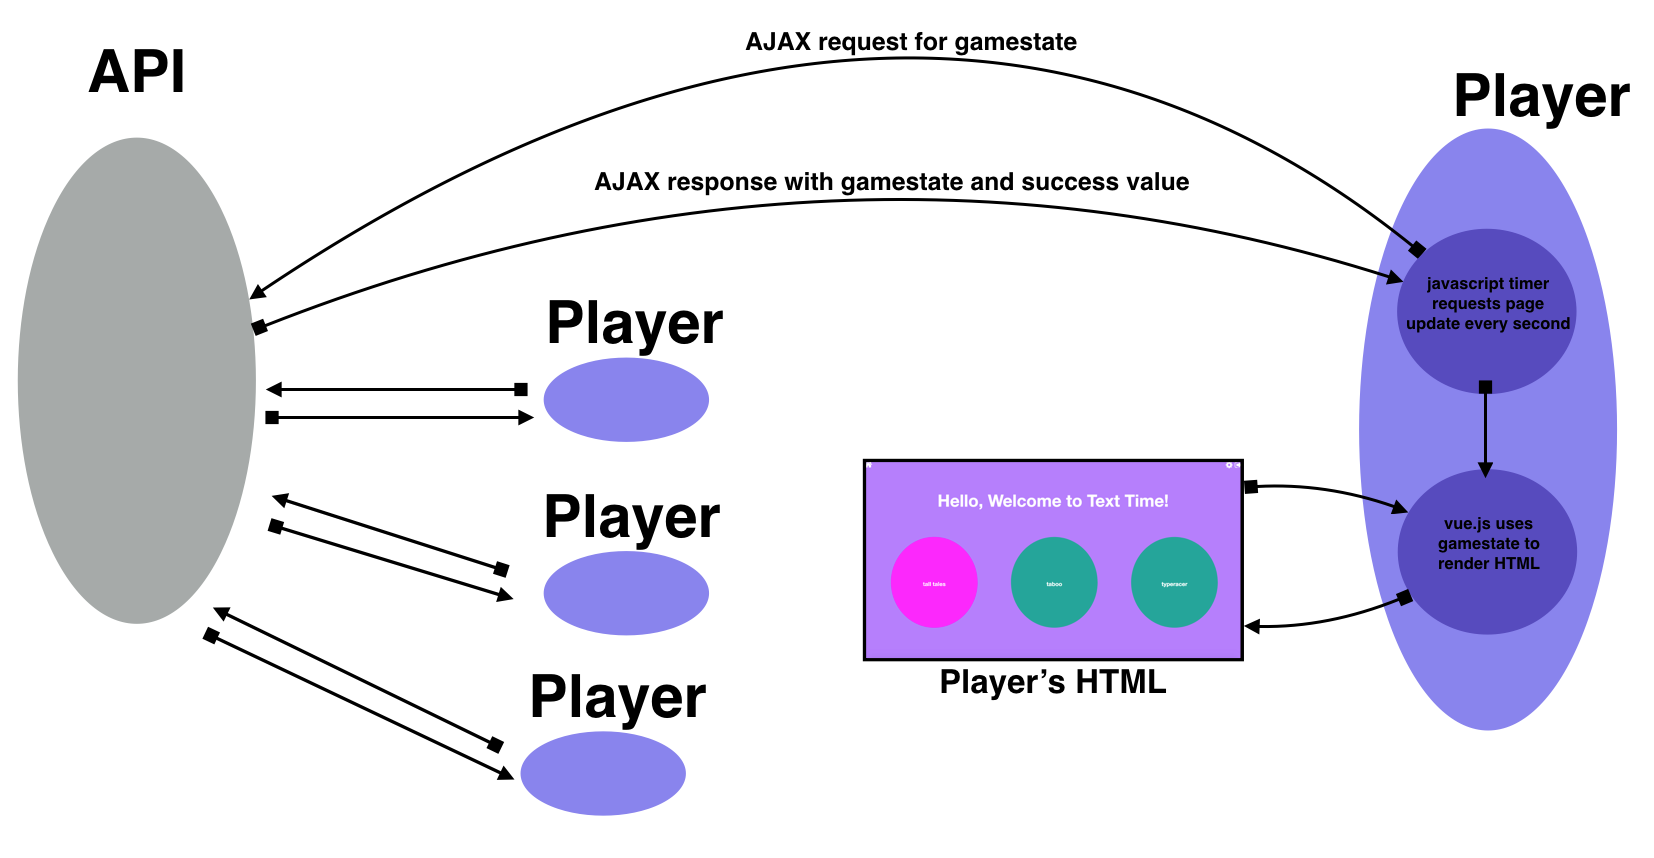 API
AJAX request for gamestate
Player
AJAX response with gamestate and success value
javascript timer
requests page
update every second
Player
Player
Hello, Welcome to Text Time!
tall tales
taboo
typeracer
vue.js uses
gamestate to
render HTML
Player's HTML
Player